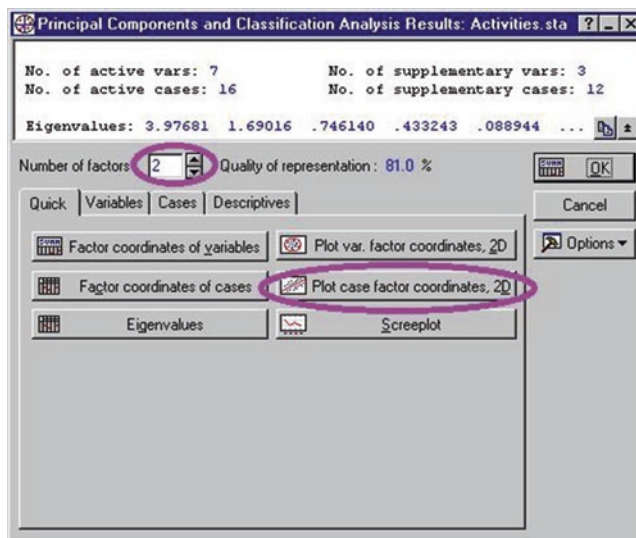 Principal Components and Classification Analysis Results: Activities.sta
No. of active vars: 7 No. of supplementary vars: 3
No. of active cases: 16 No. of supplementary cases: 12
Eigenvalues: 3.97681 1.69016 .746140 .433243 .088944 ...
Number of factors 2 Quality of representation : 81.0 % OK
Quick Variables Cases Descriptives Cancel
Factor coordinates of variables Plot var. factor coordinates, 2D Options
Factor coordinates of cases Plot case factor coordinates, 2D
Eigenvalues Screeplot